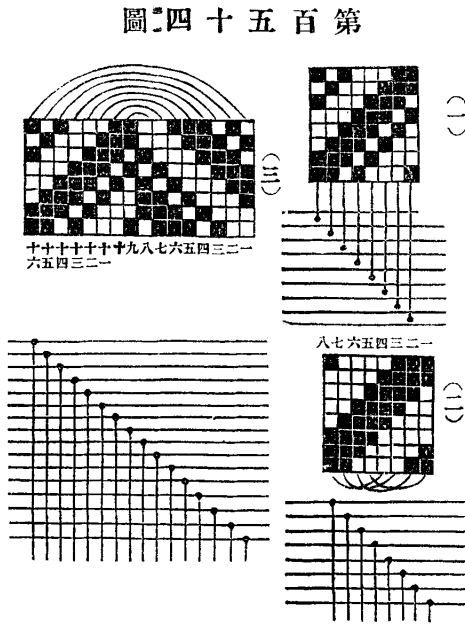 第百五十四圖
(一)
一二三四五六七八
(二)
(三)
一二三四五六七八九十十一十二十三十四十五十六